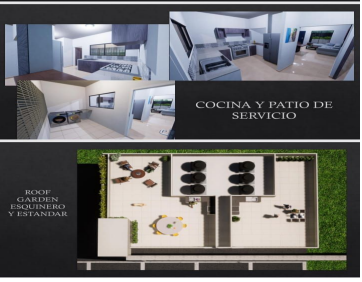 COCINA Y PATIO DE
SERVICIO
ROOF
GARDEN
ESQUINERO
Y ESTANDAR